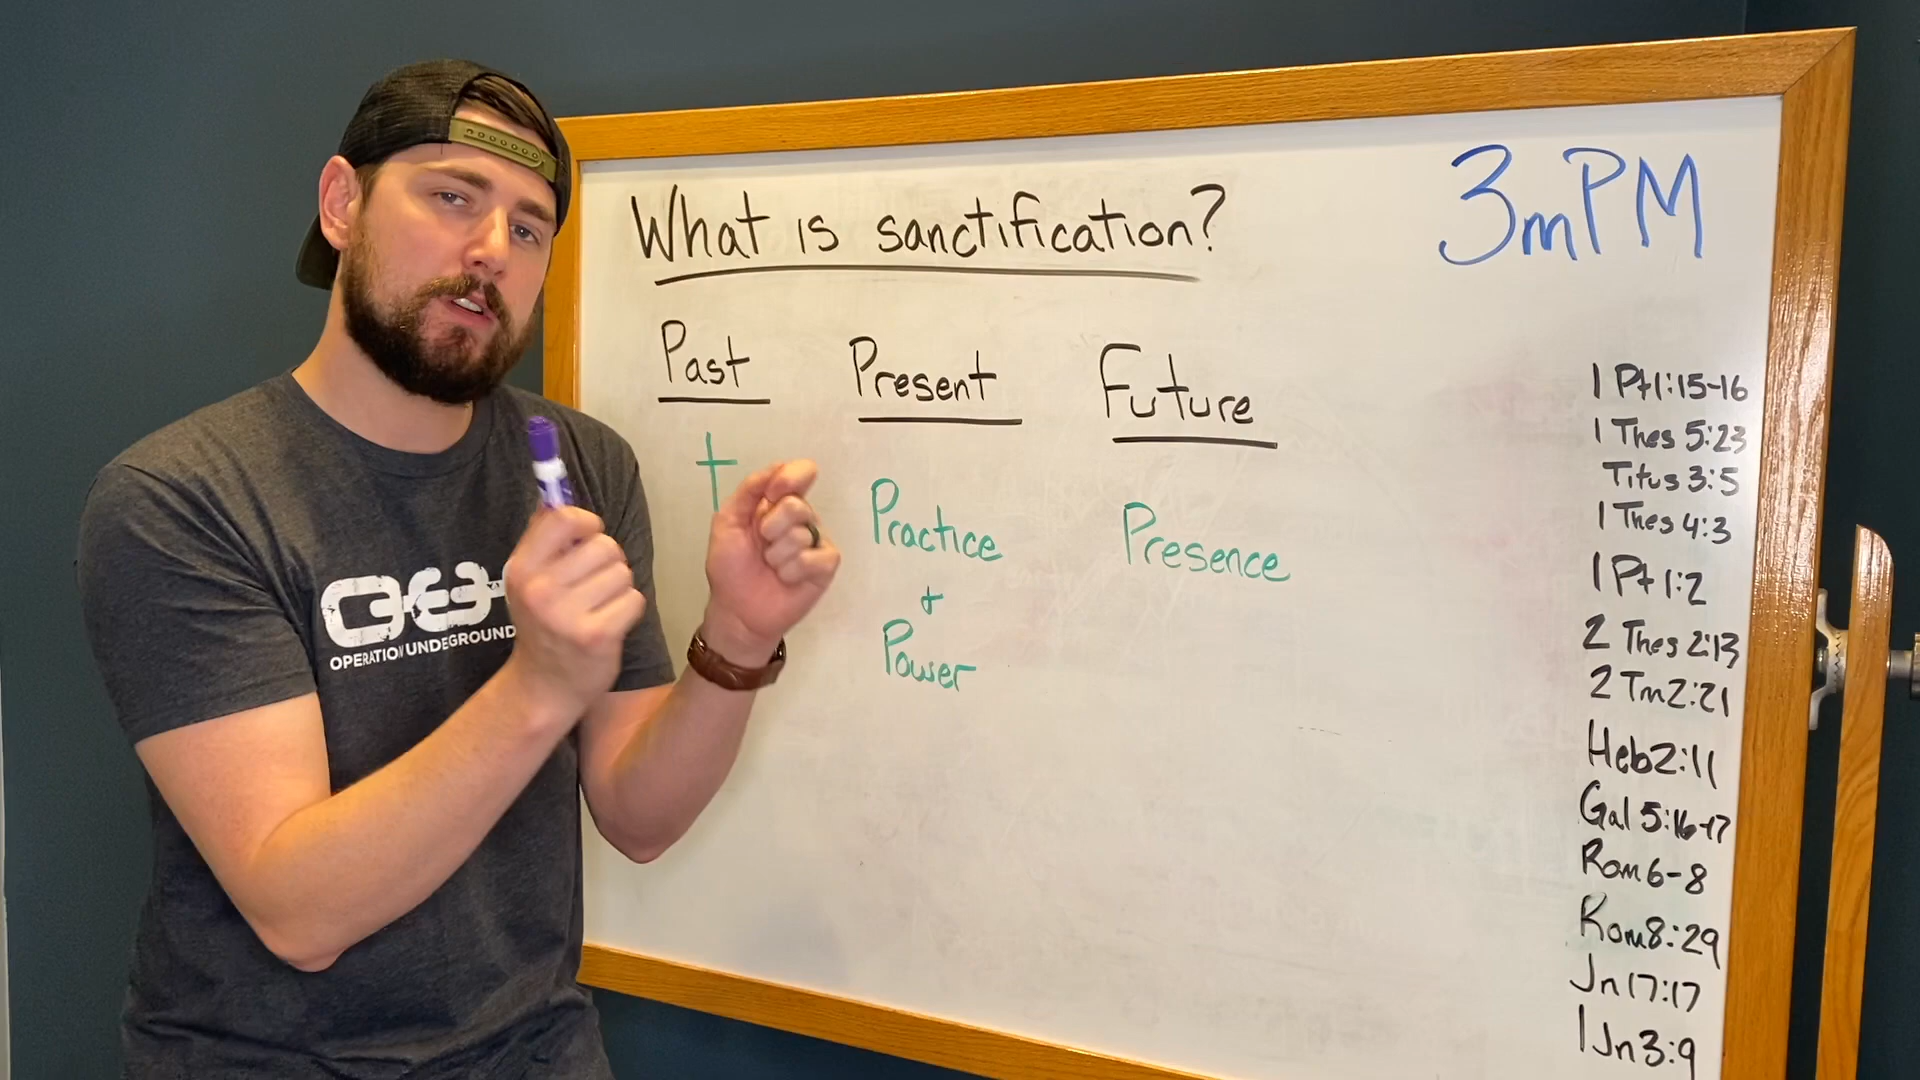 What is sanctification?
3mPM
Past
Present
Future
Practice
+
Power
Presence
1 Pt 1:15-16
1 Thes 5:23
Titus 3:5
1 Thes 4:3
1 Pt 1:2
2 Thes 2:13
2 Tm 2:21
Heb 2:11
Gal 5:16-17
Rom 6-8
Rom 8:29
Jn 17:17
1 Jn 3:9
OPERATION UNDEGROUND